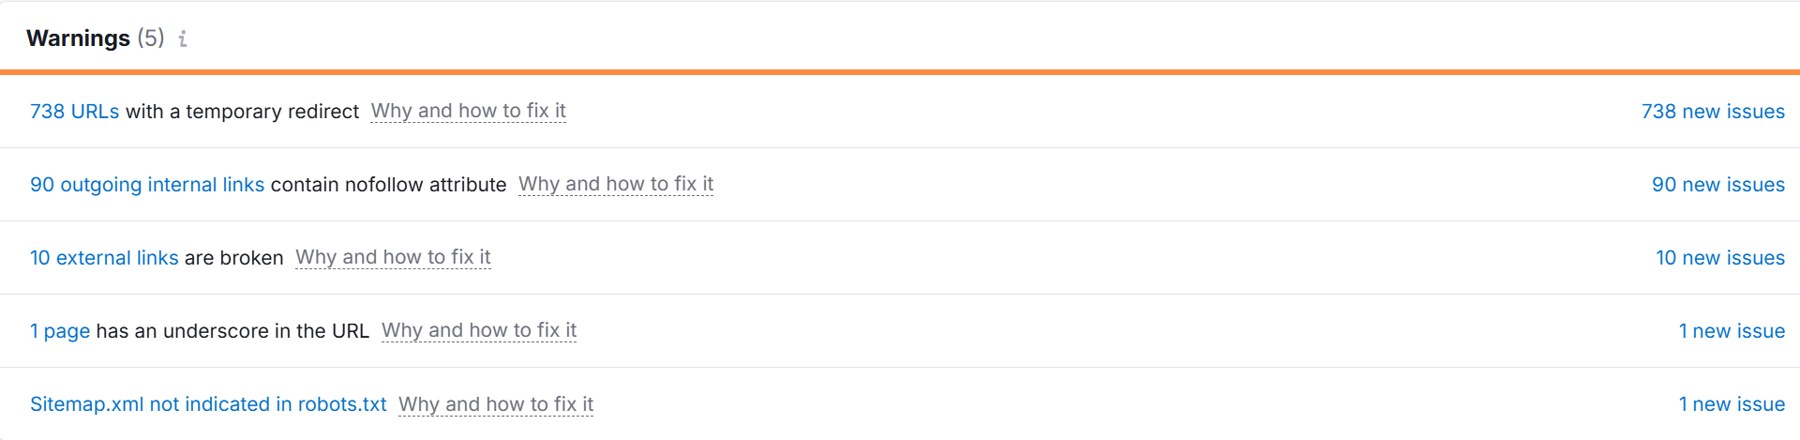 Warnings (5) i
738 URLs with a temporary redirect Why and how to fix it 738 new issues
90 outgoing internal links contain nofollow attribute Why and how to fix it 90 new issues
10 external links are broken Why and how to fix it 10 new issues
1 page has an underscore in the URL Why and how to fix it 1 new issue
Sitemap.xml not indicated in robots.txt Why and how to fix it 1 new issue